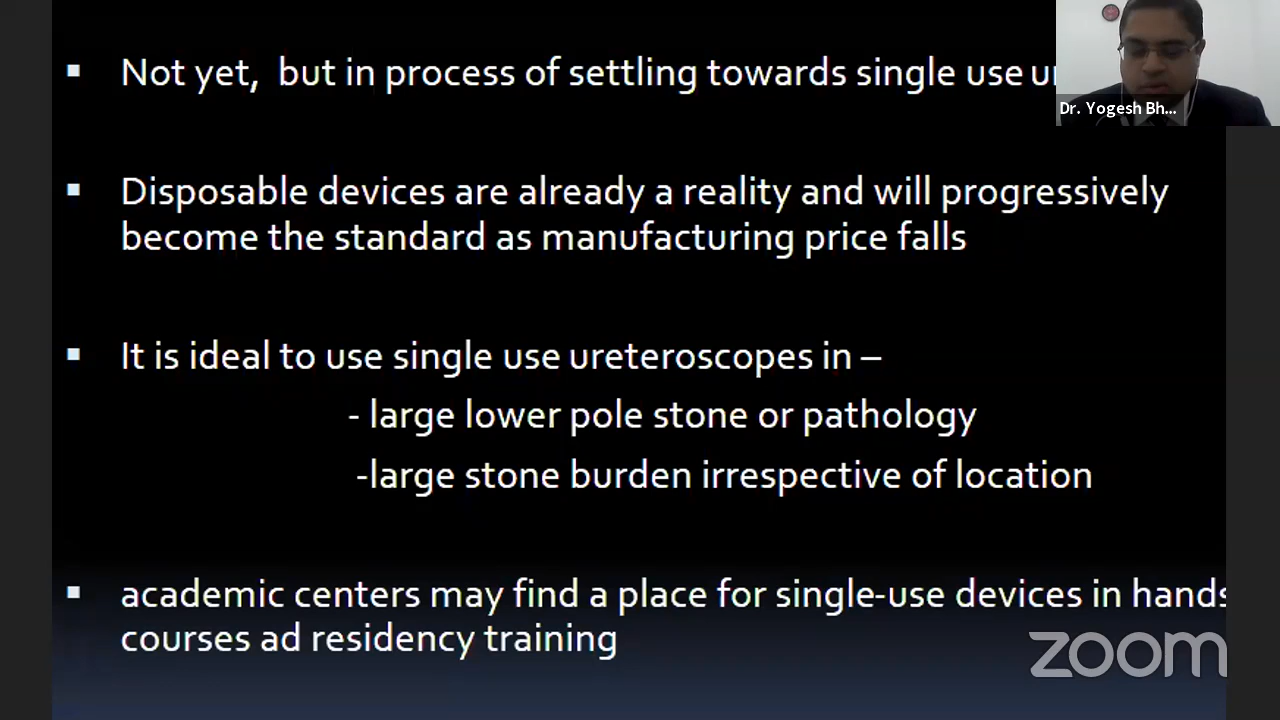 Not yet, but in process of settling towards single use
Dr. Yogesh Bh...
Disposable devices are already a reality and will progressively
become the standard as manufacturing price falls
It is ideal to use single use ureteroscopes in –
- large lower pole stone or pathology
-large stone burden irrespective of location
academic centers may find a place for single-use devices in hands
courses ad residency training
zoom